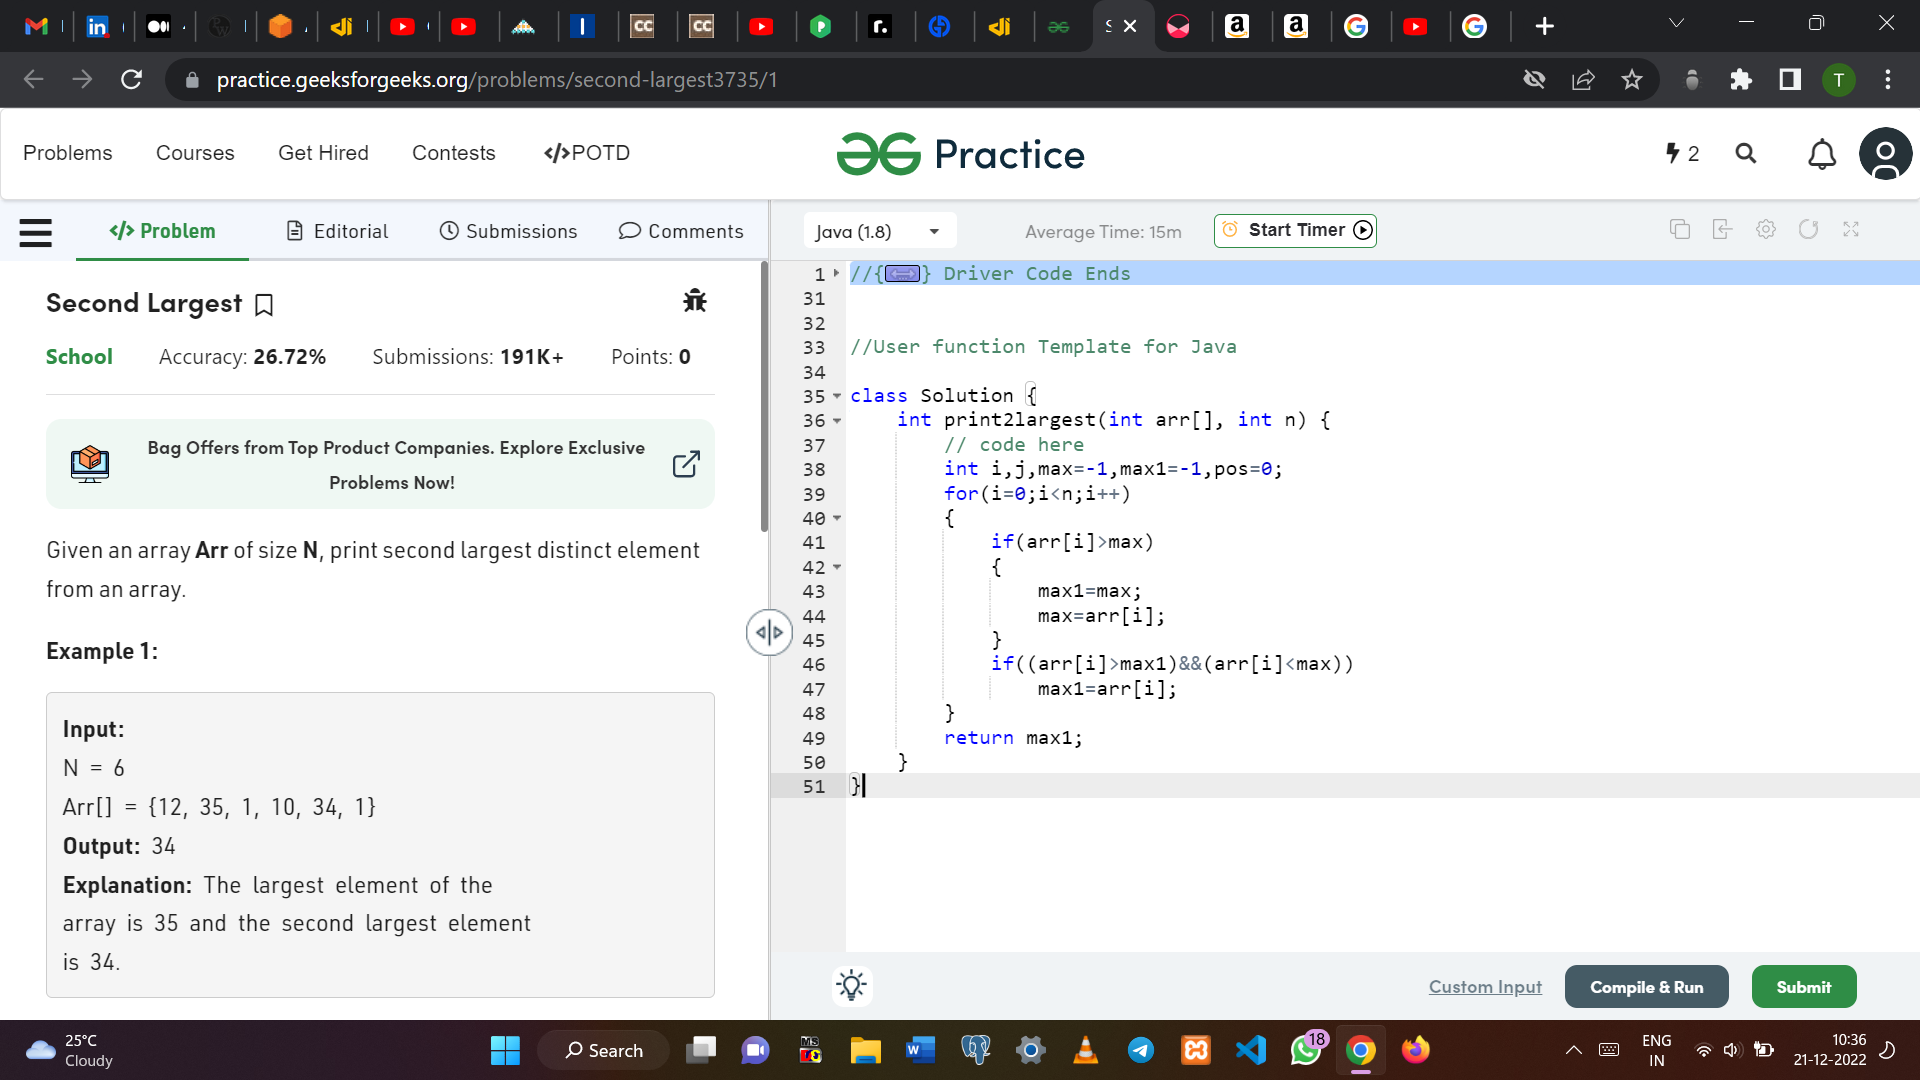 practice.geeksforgeeks.org/problems/second-largest3735/1
T
Problems Courses Get Hired Contests </>POTD
Practice
2
</> Problem Editorial Submissions Comments
Java (1.8) Average Time: 15m Start Timer
Second Largest
School Accuracy: 26.72% Submissions: 191K+ Points: 0
Bag Offers from Top Product Companies. Explore Exclusive
Problems Now!
Given an array Arr of size N, print second largest distinct element
from an array.
Example 1:
Input:
N = 6
Arr[] = {12, 35, 1, 10, 34, 1}
Output: 34
Explanation: The largest element of the
array is 35 and the second largest element
is 34.
1 //{} Driver Code Ends
31
32
33 //User function Template for Java
34
35 class Solution {
36 int print2largest(int arr[], int n) {
37 // code here
38 int i,j,max=-1,max1=-1,pos=0;
39 for(i=0;i<n;i++)
40 {
41 if(arr[i]>max)
42 {
43 max1=max;
44 max=arr[i];
45 }
46 if((arr[i]>max1)&&(arr[i]<max))
47 max1=arr[i];
48 }
49 return max1;
50 }
51 }
Custom Input Compile & Run Submit
25°C
Cloudy
Search
18
ENG
IN
10:36
21-12-2022